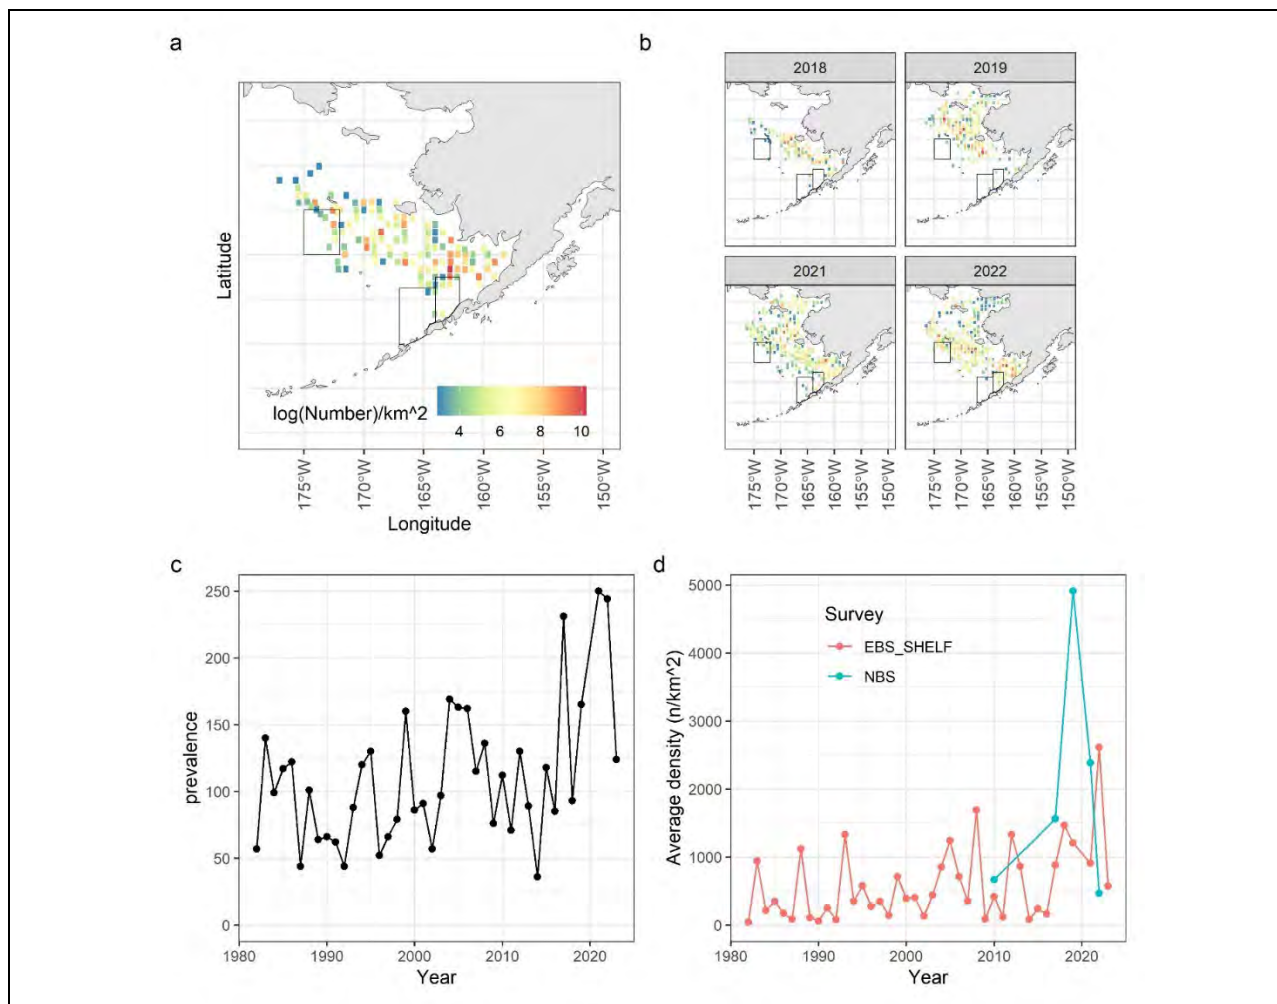 a
b
2018
2019
2021
2022
Latitude
log(Number)/km^2
4 6 8 10
175°W 170°W 165°W 160°W 155°W 150°W
Longitude
175°W 170°W 165°W 160°W 155°W 150°W
175°W 170°W 165°W 160°W 155°W 150°W
c
prevalence
250
200
150
100
50
0
1980 1990 2000 2010 2020
Year
d
Average density (n/km^2)
5000
4000
3000
2000
1000
0
Survey
EBS_SHELF
NBS
1980 1990 2000 2010 2020
Year